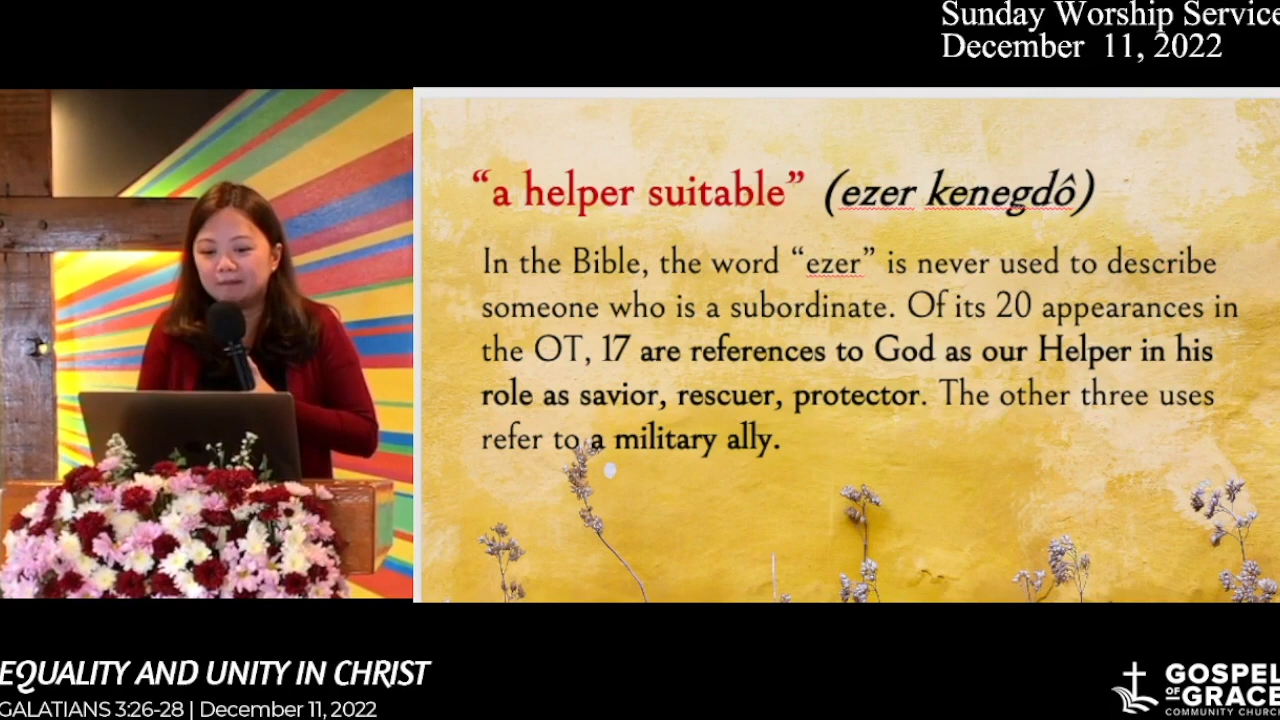 Sunday Worship Service
December 11, 2022
“a helper suitable” (ezer kenegdô)
In the Bible, the word “ezer” is never used to describe
someone who is a subordinate. Of its 20 appearances in
the OT, 17 are references to God as our Helper in his
role as savior, rescuer, protector. The other three uses
refer to a military ally.
EQUALITY AND UNITY IN CHRIST
GALATIANS 3:26-28 | December 11, 2022
GOSPEL
OF GRACE
COMMUNITY CHURCH